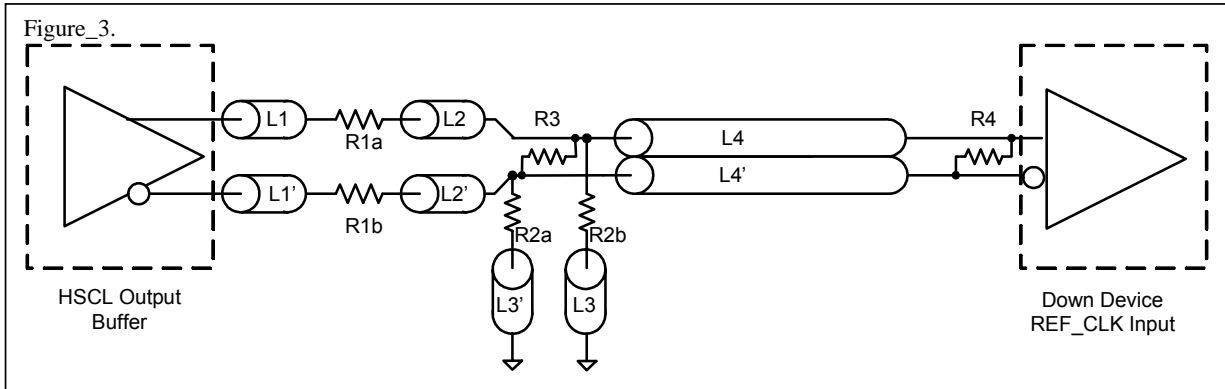 Figure_3.
L1
R1a
L2
R3
L4
R4
L1'
R1b
L2'
L4'
R2a
R2b
L3'
L3
HSCL Output
Buffer
Down Device
REF_CLK Input